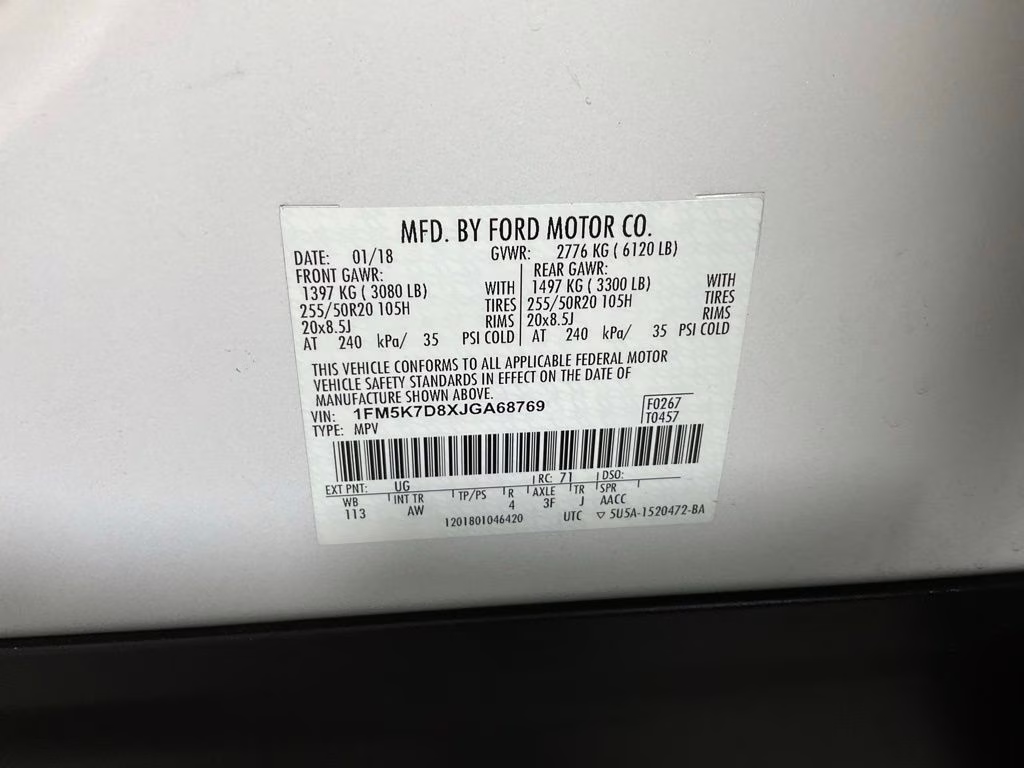 MFD. BY FORD MOTOR CO.
DATE: 01/18 GVWR: 2776 KG ( 6120 LB)
FRONT GAWR: REAR GAWR:
1397 KG ( 3080 LB) WITH 1497 KG ( 3300 LB) WITH
255/50R20 105H TIRES 255/50R20 105H TIRES
20x8.5J RIMS 20x8.5J RIMS
AT 240 kPa/ 35 PSI COLD AT 240 kPa/ 35 PSI COLD
THIS VEHICLE CONFORMS TO ALL APPLICABLE FEDERAL MOTOR
VEHICLE SAFETY STANDARDS IN EFFECT ON THE DATE OF
MANUFACTURE SHOWN ABOVE.
VIN: 1FM5K7D8XJGA68769 F0267
TYPE: MPV T0457
EXT PNT: UG RC: 71 DSO:
WB INT TR TP/PS R AXLE TR SPR
113 AW 4 3F J AACC
1201801046420 UTC ▽ 5U5A-1520472-BA